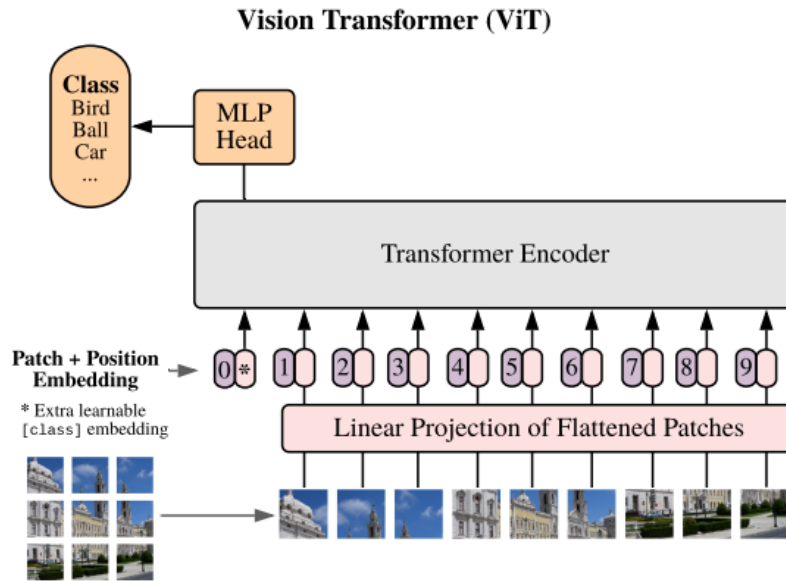 Vision Transformer (ViT)
Class
Bird
Ball
Car
...
MLP
Head
Transformer Encoder
Patch + Position
Embedding
0 * 1 2 3 4 5 6 7 8 9
* Extra learnable
[class] embedding
Linear Projection of Flattened Patches